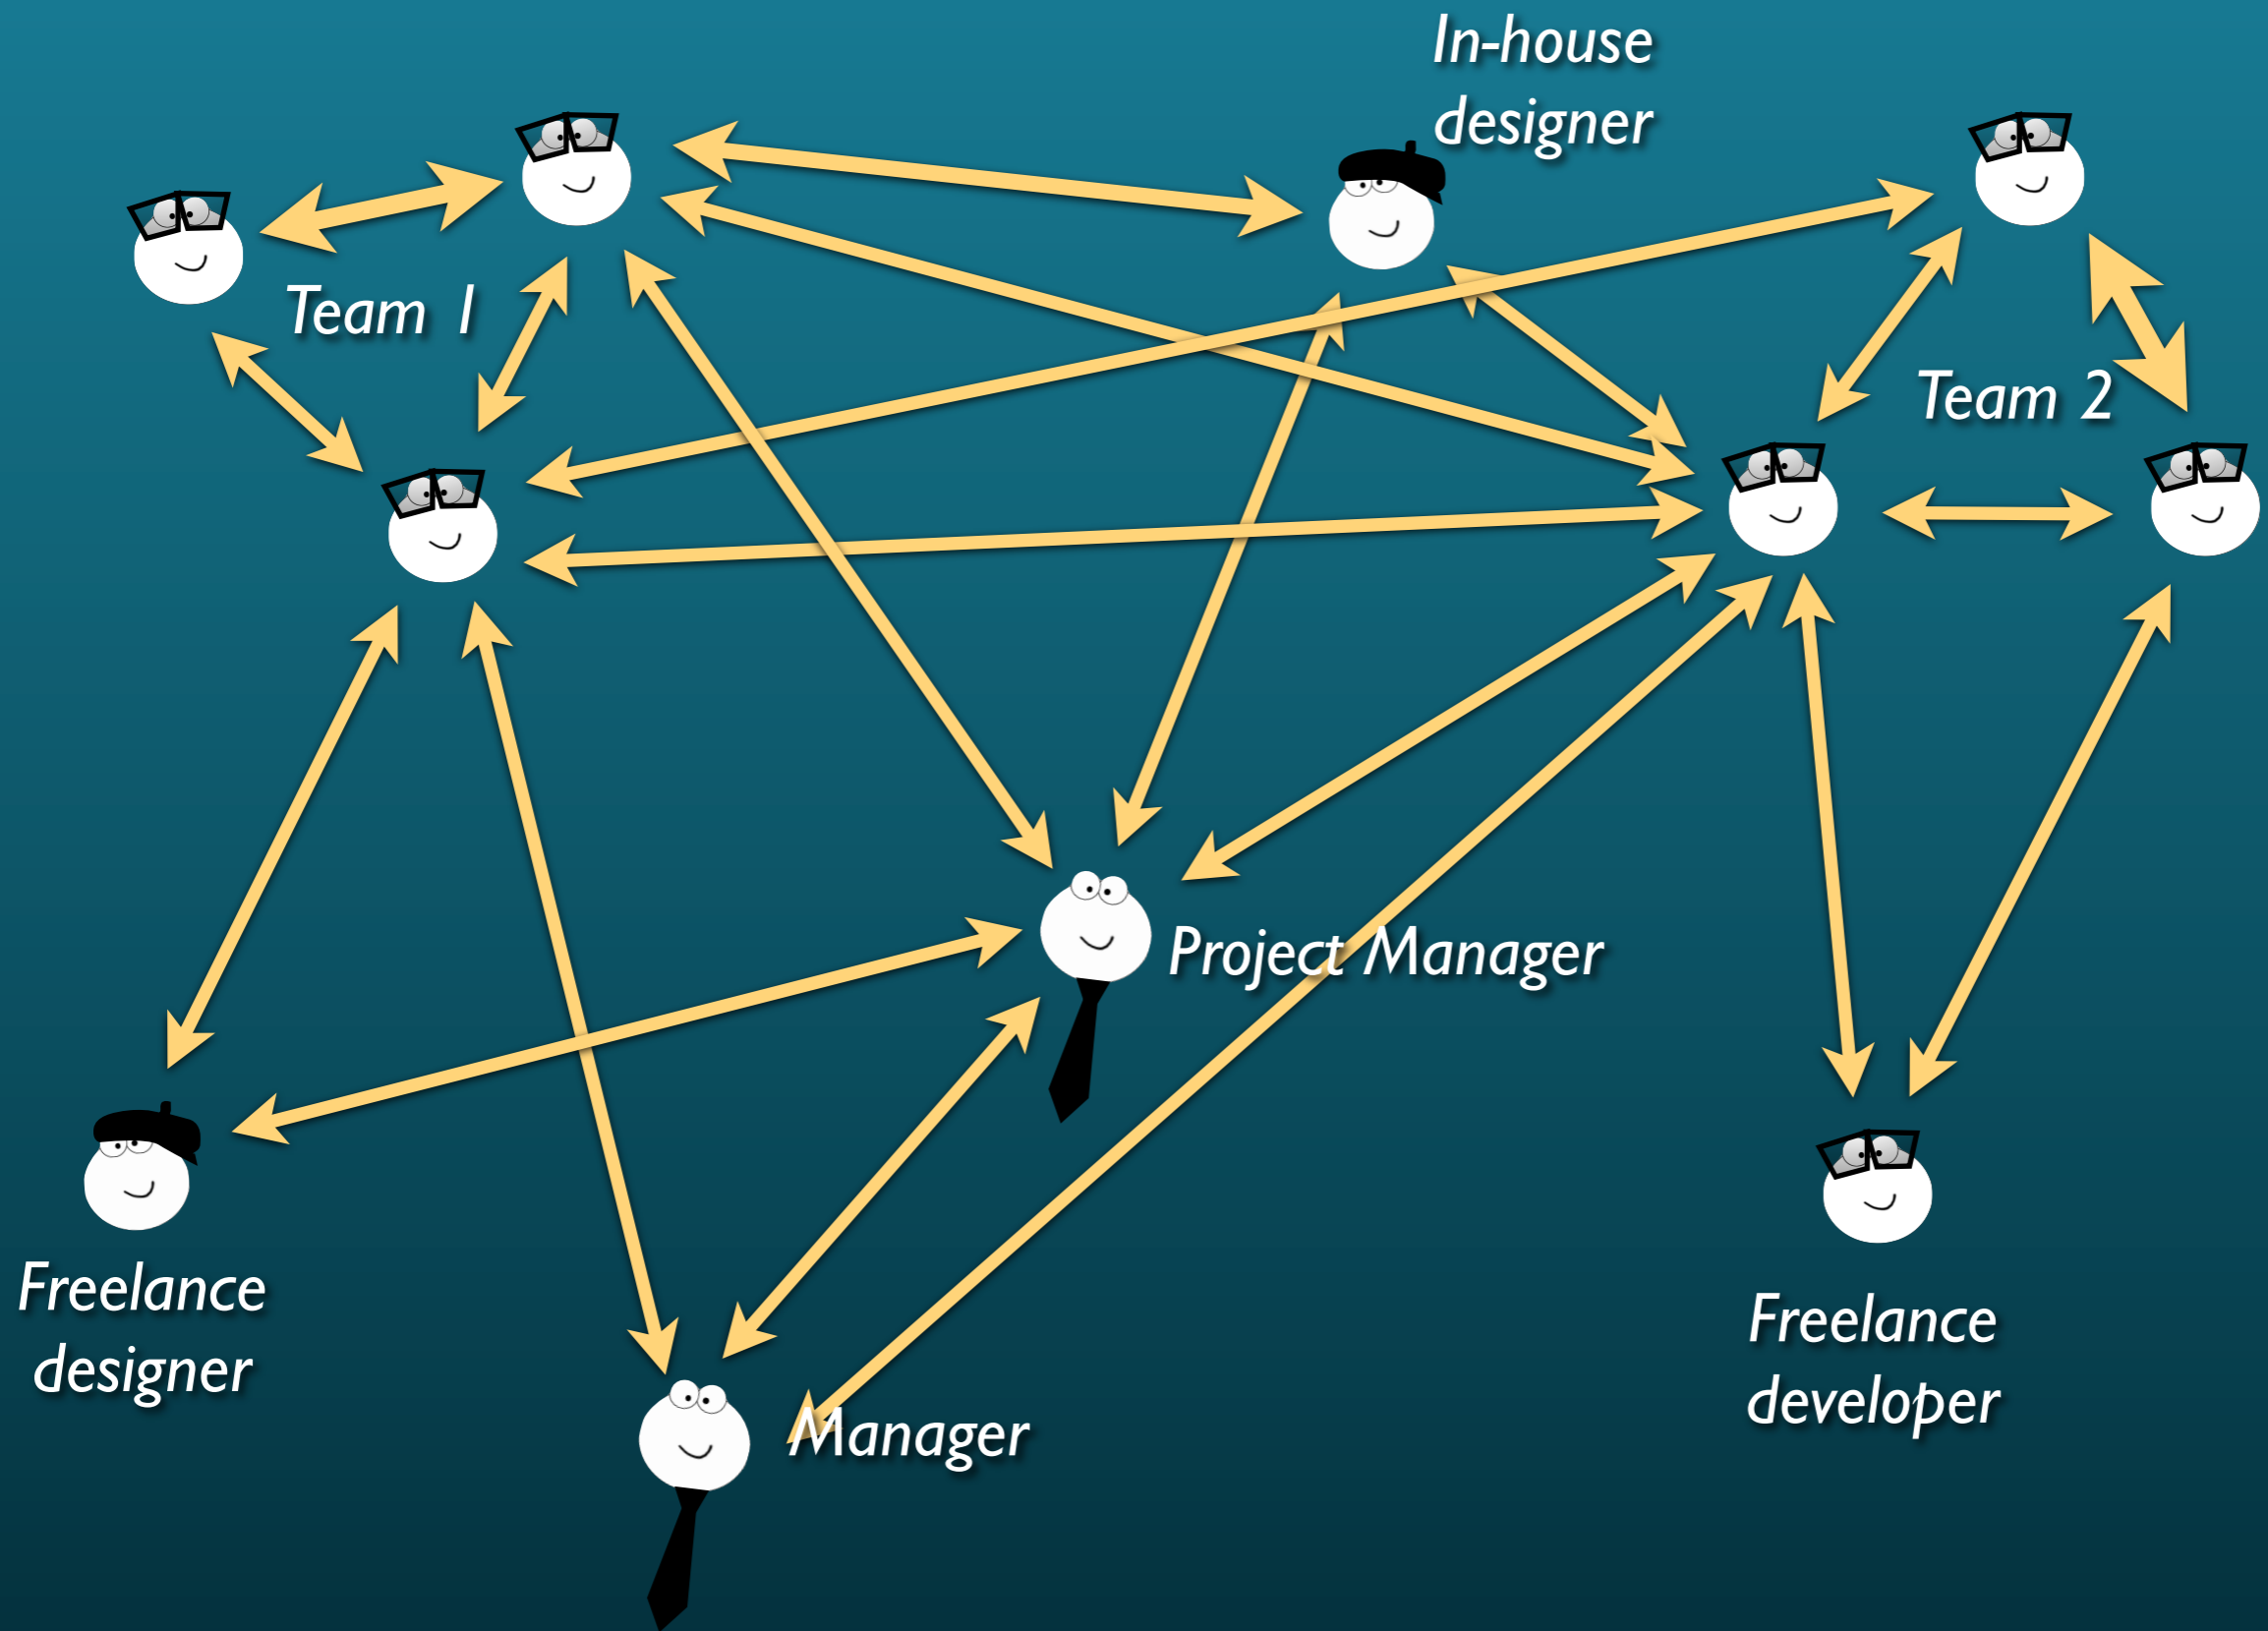 In-house
designer
Team 1
Team 2
Project Manager
Freelance
designer
Freelance
developer
Manager